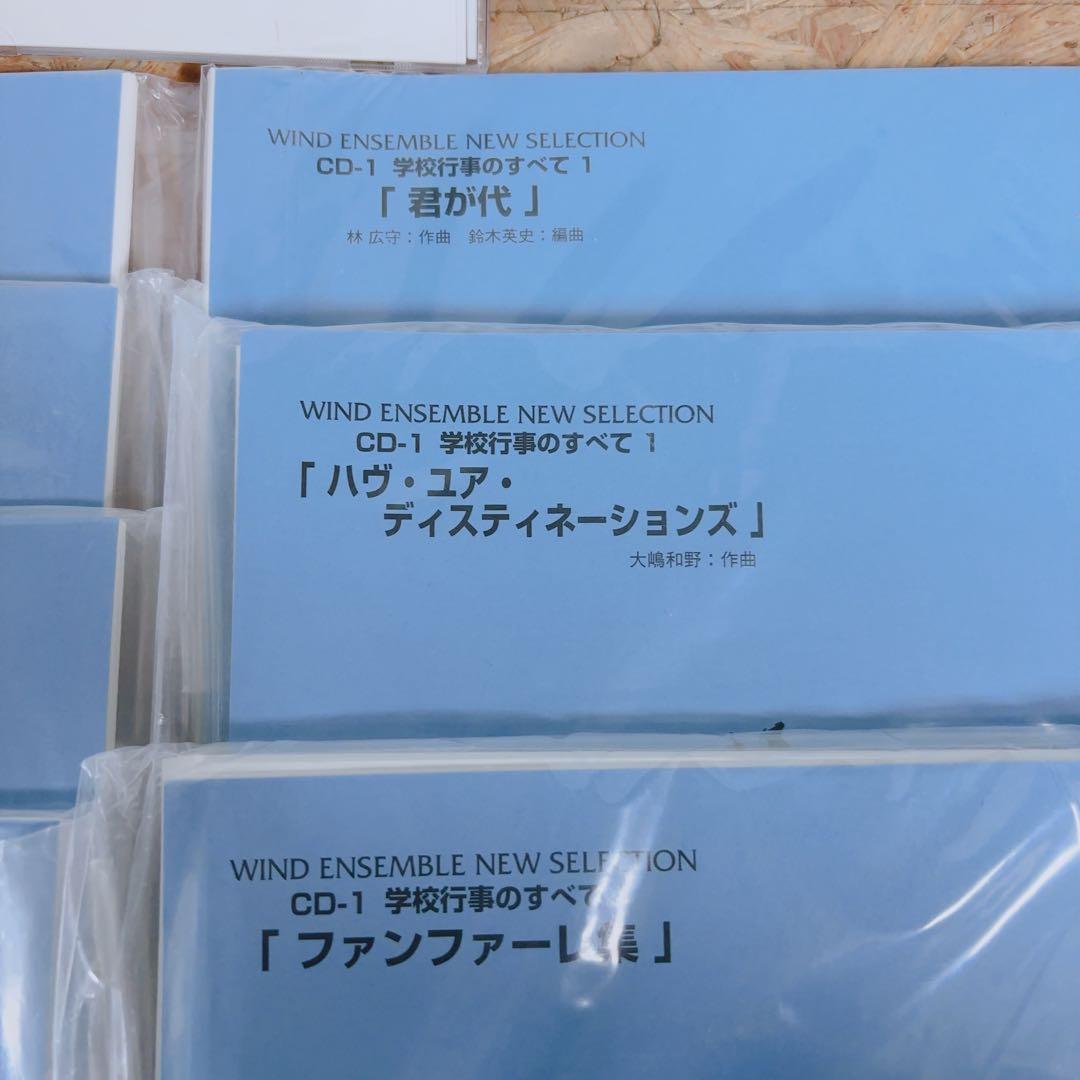 WIND ENSEMBLE NEW SELECTION
CD-1 学校行事のすべて 1
「 君が代 」
林 広守：作曲　鈴木英史：編曲
WIND ENSEMBLE NEW SELECTION
CD-1 学校行事のすべて 1
「 ハヴ・ユア・
ディスティネーションズ 」
大嶋和野：作曲
WIND ENSEMBLE NEW SELECTION
CD-1 学校行事のすべて
「 ファンファーレ集 」